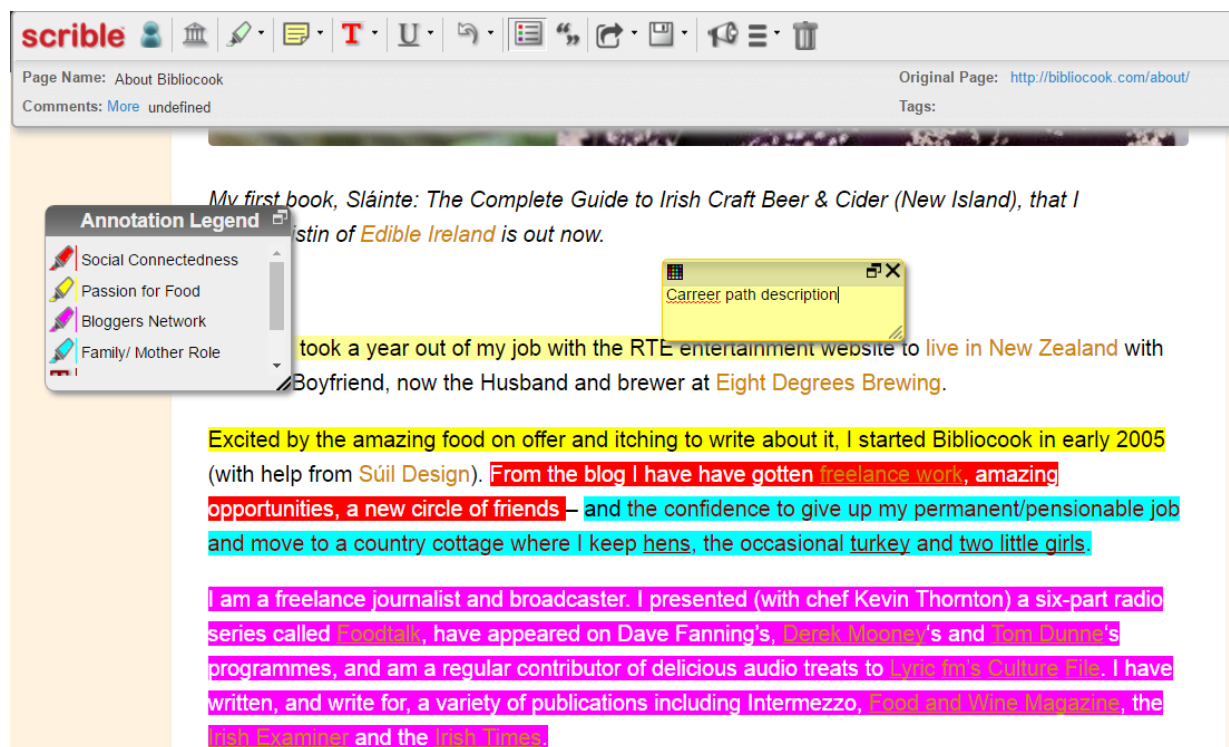 scrible
Page Name: About Bibliocook
Original Page: http://bibliocook.com/about/
Comments: More undefined
Tags:
My first book, Sláinte: The Complete Guide to Irish Craft Beer & Cider (New Island), that I
istin of Edible Ireland is out now.
Annotation Legend
Social Connectedness
Passion for Food
Bloggers Network
Family/ Mother Role
Carreer path description
took a year out of my job with the RTE entertainment website to live in New Zealand with
Boyfriend, now the Husband and brewer at Eight Degrees Brewing.
Excited by the amazing food on offer and itching to write about it, I started Bibliocook in early 2005
(with help from Súil Design). From the blog I have have gotten freelance work, amazing
opportunities, a new circle of friends – and the confidence to give up my permanent/pensionable job
and move to a country cottage where I keep hens, the occasional turkey and two little girls.
I am a freelance journalist and broadcaster. I presented (with chef Kevin Thornton) a six-part radio
series called Foodtalk, have appeared on Dave Fanning's, Derek Mooney's and Tom Dunne's
programmes, and am a regular contributor of delicious audio treats to Lyric fm's Culture File. I have
written, and write for, a variety of publications including Intermezzo, Food and Wine Magazine, the
Irish Examiner and the Irish Times.